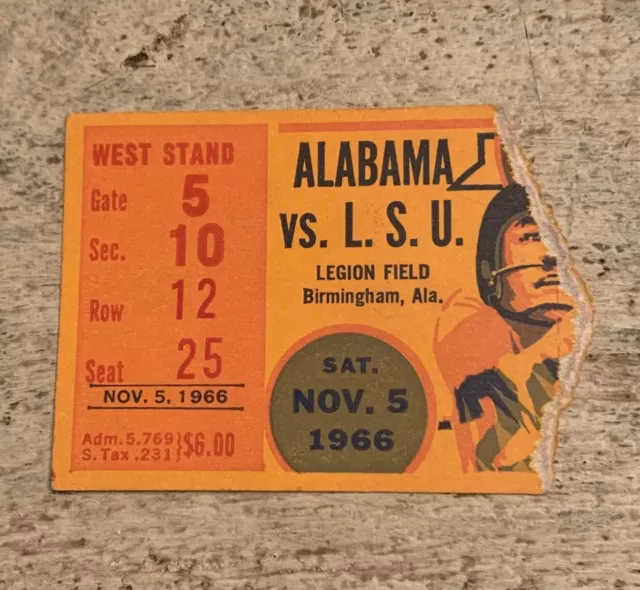 WEST STAND
Gate 5
Sec. 10
Row 12
Seat 25
NOV. 5, 1966
Adm. 5.769
S. Tax .231
} $6.00
ALABAMA
VS. L. S. U.
LEGION FIELD
Birmingham, Ala.
SAT.
NOV. 5
1966